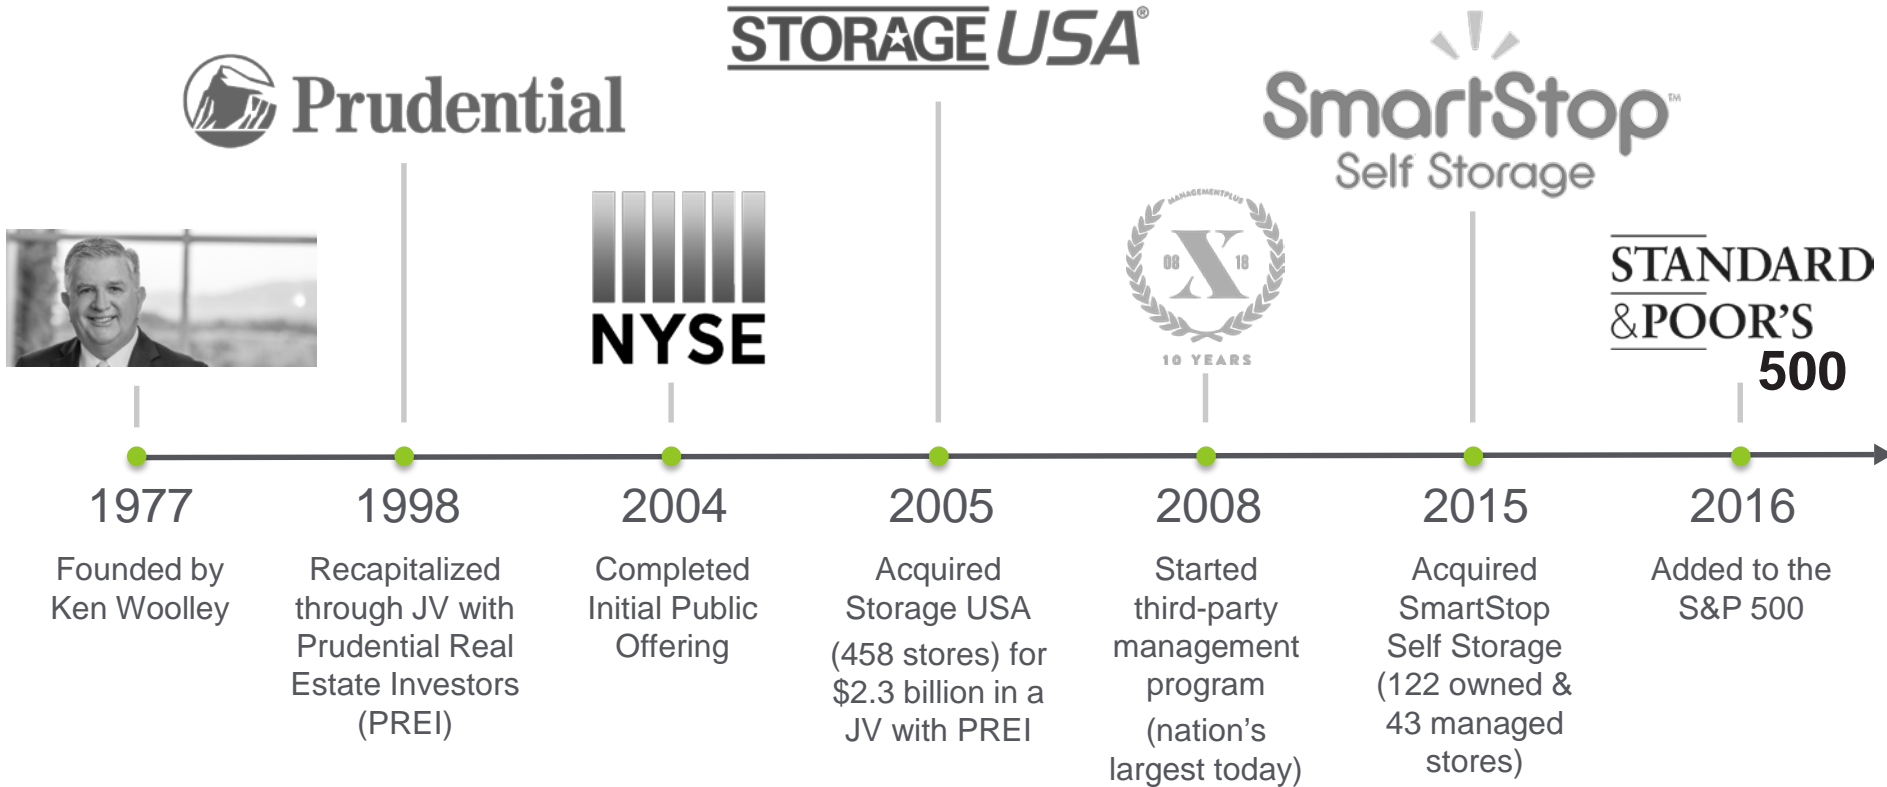 STORAGE USA®
Prudential
SmartStop™
Self Storage
NYSE
MANAGEMENTPLUS
08 X 18
10 YEARS
STANDARD
&POOR'S
500
1977
Founded by
Ken Woolley
1998
Recapitalized
through JV with
Prudential Real
Estate Investors
(PREI)
2004
Completed
Initial Public
Offering
2005
Acquired
Storage USA
(458 stores) for
$2.3 billion in a
JV with PREI
2008
Started
third-party
management
program
(nation’s
largest today)
2015
Acquired
SmartStop
Self Storage
(122 owned &
43 managed
stores)
2016
Added to the
S&P 500